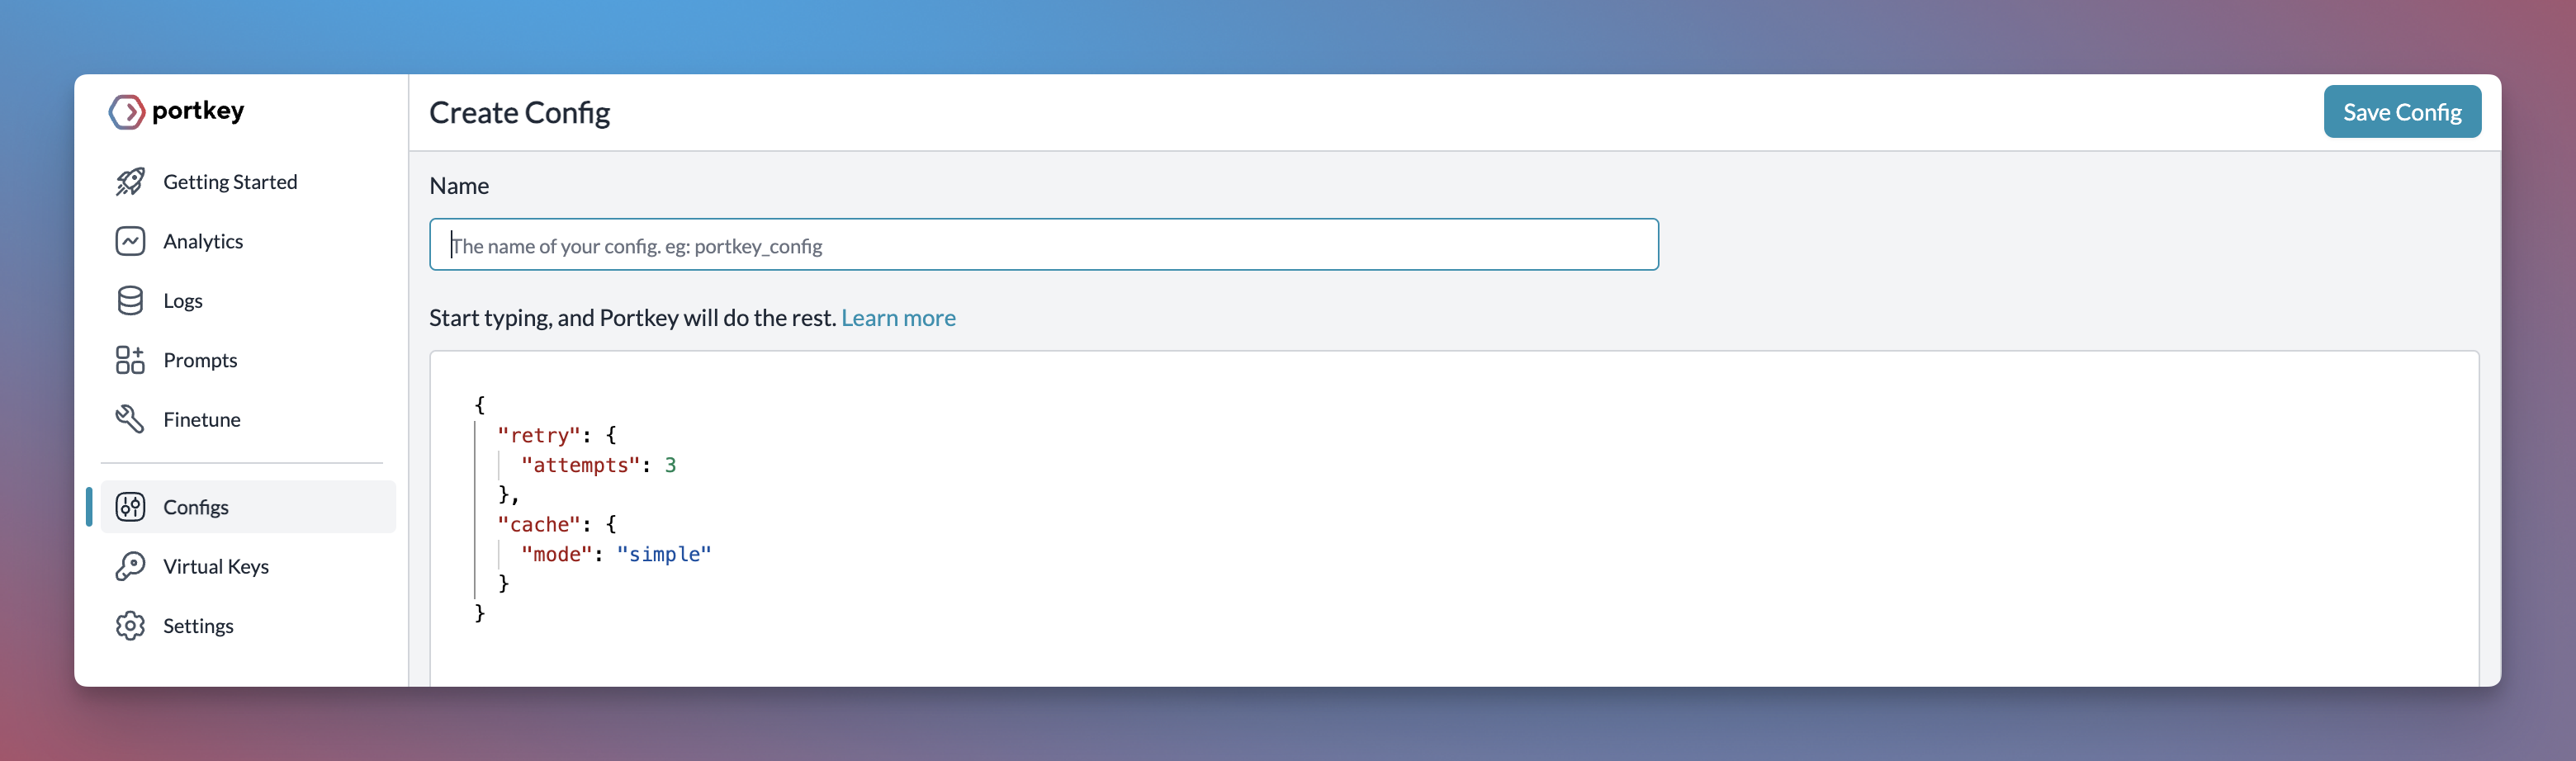 portkey
Getting Started
Analytics
Logs
Prompts
Finetune
Configs
Virtual Keys
Settings
Create Config
Save Config
Name
The name of your config. eg: portkey_config
Start typing, and Portkey will do the rest. Learn more
{
"retry": {
"attempts": 3
},
"cache": {
"mode": "simple"
}
}